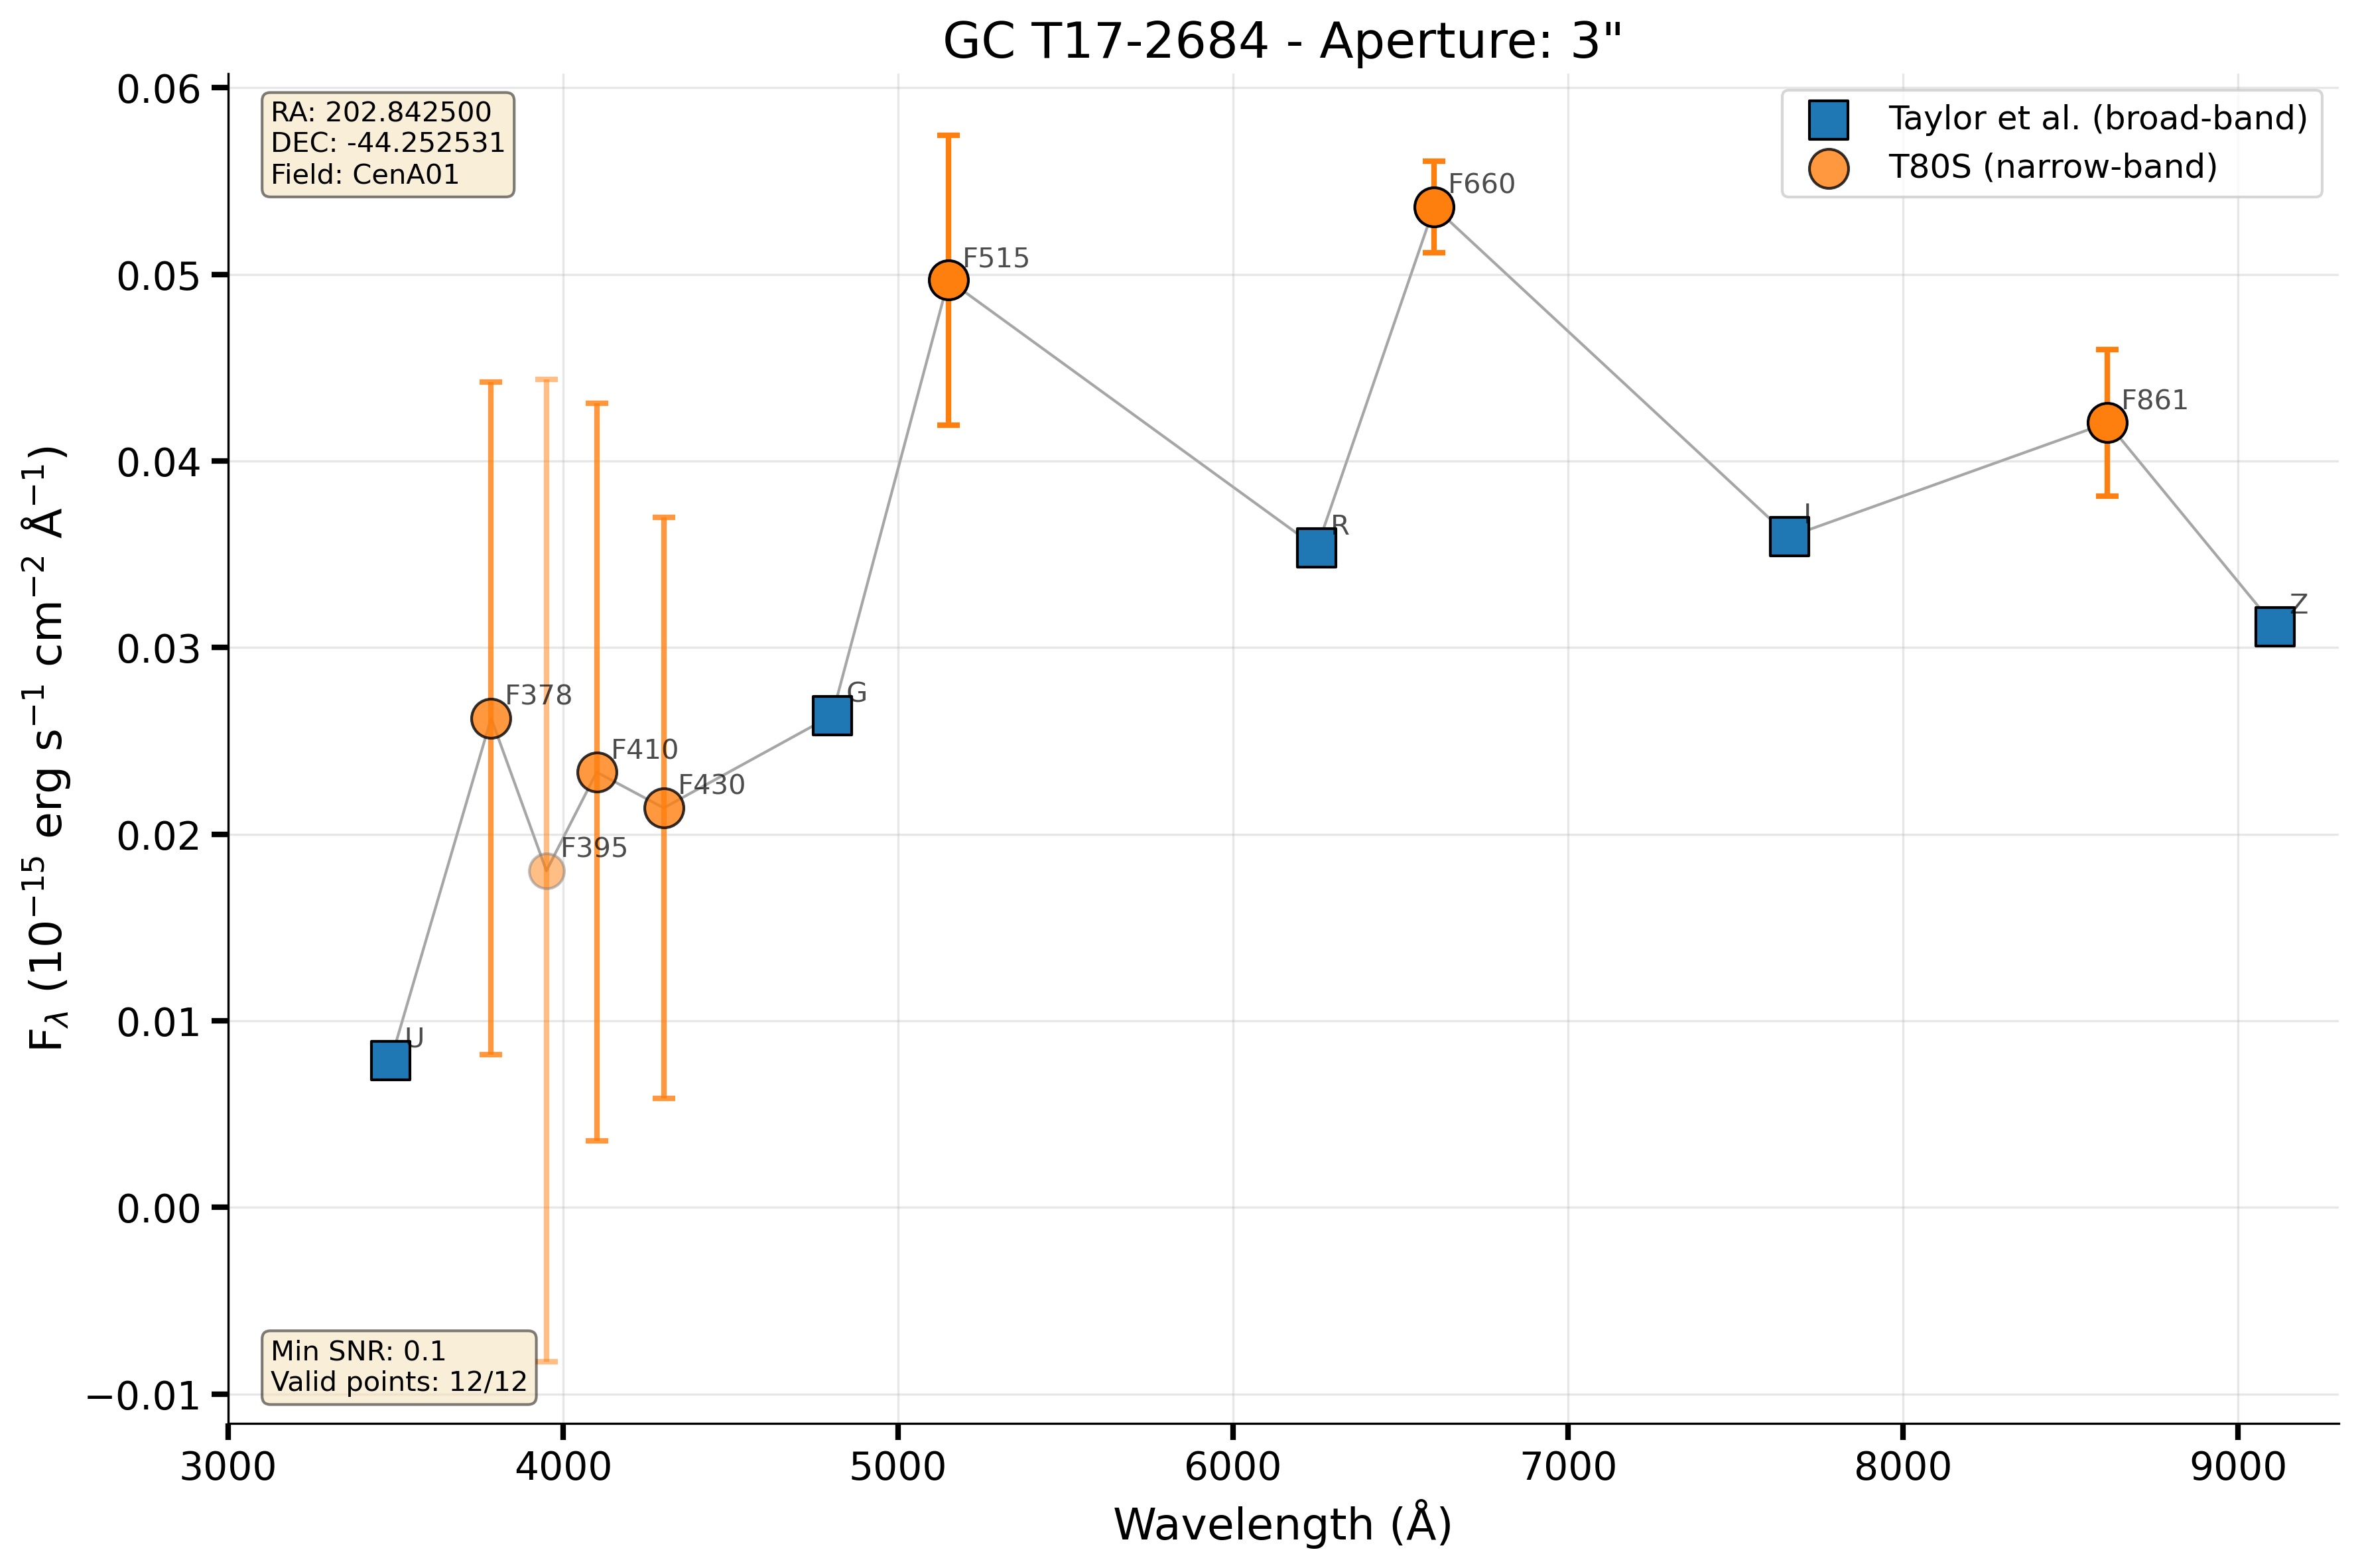 GC T17-2684 - Aperture: 3"
RA: 202.842500
DEC: -44.252531
Field: CenA01
Taylor et al. (broad-band)
T80S (narrow-band)
F660
F515
F861
R
I
Z
F378
G
F410
F430
F395
U
Min SNR: 0.1
Valid points: 12/12
0.06
0.05
0.04
0.03
0.02
0.01
0.00
−0.01
F_λ (10⁻¹⁵ erg s⁻¹ cm⁻² Å⁻¹)
3000 4000 5000 6000 7000 8000 9000
Wavelength (Å)